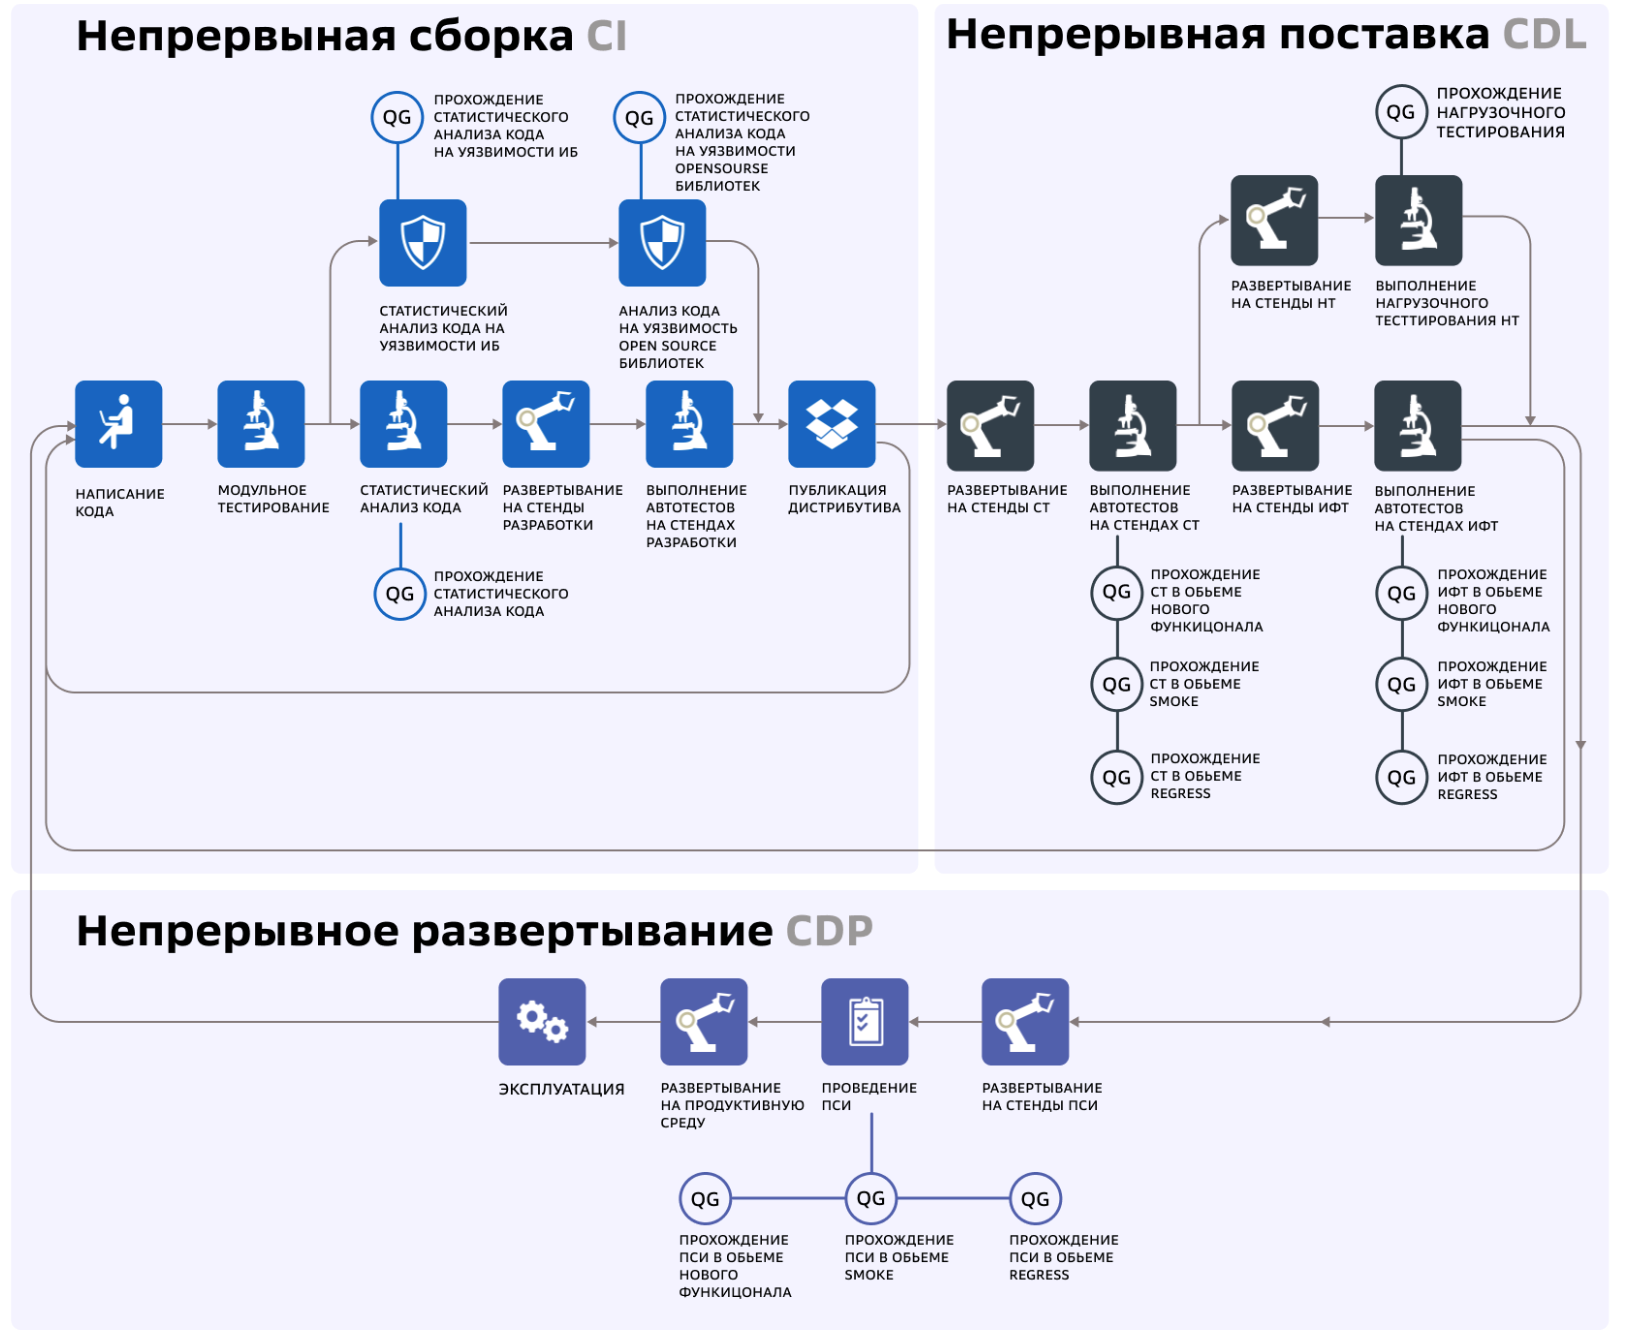 Непрервыная сборка CI
QG
ПРОХОЖДЕНИЕ
СТАТИСТИЧЕСКОГО
АНАЛИЗА КОДА
НА УЯЗВИМОСТИ ИБ
QG
ПРОХОЖДЕНИЕ
СТАТИСТИЧЕСКОГО
АНАЛИЗА КОДА
НА УЯЗВИМОСТИ
OPENSOURSE
БИБЛИОТЕК
СТАТИСТИЧЕСКИЙ
АНАЛИЗ КОДА НА
УЯЗВИМОСТИ ИБ
АНАЛИЗ КОДА
НА УЯЗВИМОСТЬ
OPEN SOURCE
БИБЛИОТЕК
НАПИСАНИЕ
КОДА
МОДУЛЬНОЕ
ТЕСТИРОВАНИЕ
СТАТИСТИЧЕСКИЙ
АНАЛИЗ КОДА
РАЗВЕРТЫВАНИЕ
НА СТЕНДЫ
РАЗРАБОТКИ
ВЫПОЛНЕНИЕ
АВТОТЕСТОВ
НА СТЕНДАХ
РАЗРАБОТКИ
ПУБЛИКАЦИЯ
ДИСТРИБУТИВА
QG
ПРОХОЖДЕНИЕ
СТАТИСТИЧЕСКОГО
АНАЛИЗА КОДА
Непрерывная поставка CDL
QG
ПРОХОЖДЕНИЕ
НАГРУЗОЧНОГО
ТЕСТИРОВАНИЯ
РАЗВЕРТЫВАНИЕ
НА СТЕНДЫ НТ
ВЫПОЛНЕНИЕ
НАГРУЗОЧНОГО
ТЕСТТИРОВАНИЯ НТ
РАЗВЕРТЫВАНИЕ
НА СТЕНДЫ СТ
ВЫПОЛНЕНИЕ
АВТОТЕСТОВ
НА СТЕНДАХ СТ
РАЗВЕРТЫВАНИЕ
НА СТЕНДЫ ИФТ
ВЫПОЛНЕНИЕ
АВТОТЕСТОВ
НА СТЕНДАХ ИФТ
QG
ПРОХОЖДЕНИЕ
СТ В ОБЬЕМЕ
НОВОГО
ФУНКИЦОНАЛА
QG
ПРОХОЖДЕНИЕ
СТ В ОБЬЕМЕ
SMOKE
QG
ПРОХОЖДЕНИЕ
СТ В ОБЬЕМЕ
REGRESS
QG
ПРОХОЖДЕНИЕ
ИФТ В ОБЬЕМЕ
НОВОГО
ФУНКИЦОНАЛА
QG
ПРОХОЖДЕНИЕ
ИФТ В ОБЬЕМЕ
SMOKE
QG
ПРОХОЖДЕНИЕ
ИФТ В ОБЬЕМЕ
REGRESS
Непрерывное развертывание CDP
ЭКСПЛУАТАЦИЯ
РАЗВЕРТЫВАНИЕ
НА ПРОДУКТИВНУЮ
СРЕДУ
ПРОВЕДЕНИЕ
ПСИ
РАЗВЕРТЫВАНИЕ
НА СТЕНДЫ ПСИ
QG
ПРОХОЖДЕНИЕ
ПСИ В ОБЬЕМЕ
НОВОГО
ФУНКИЦОНАЛА
QG
ПРОХОЖДЕНИЕ
ПСИ В ОБЬЕМЕ
SMOKE
QG
ПРОХОЖДЕНИЕ
ПСИ В ОБЬЕМЕ
REGRESS